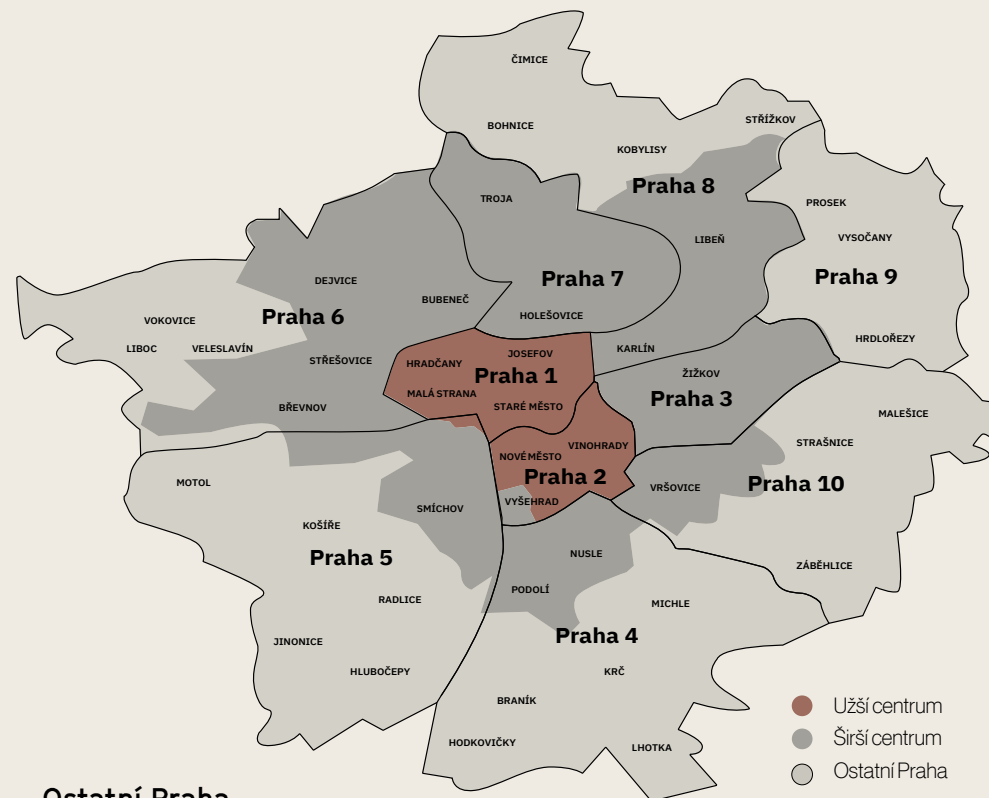 ČIMICE
BOHNICE
STŘÍŽKOV
KOBYLISY
Praha 8
TROJA
PROSEK
LIBEŇ
VYSOČANY
Praha 7
Praha 9
DEJVICE
BUBENEČ
HOLEŠOVICE
VOKOVICE
Praha 6
LIBOC
VELESLAVÍN
STŘEŠOVICE
HRADČANY
JOSEFOV
KARLÍN
HRDLOŘEZY
Praha 1
ŽIŽKOV
MALÁ STRANA
STARÉ MĚSTO
Praha 3
BŘEVNOV
MALEŠICE
VINOHRADY
STRAŠNICE
NOVÉ MĚSTO
Praha 2
MOTOL
VRŠOVICE
Praha 10
VYŠEHRAD
SMÍCHOV
KOŠÍŘE
Praha 5
NUSLE
ZÁBĚHLICE
PODOLÍ
RADLICE
MICHLE
JINONICE
Praha 4
HLUBOČEPY
KRČ
BRANÍK
HODKOVIČKY
LHOTKA
Užší centrum
Širší centrum
Ostatní Praha
Ostatní Praha